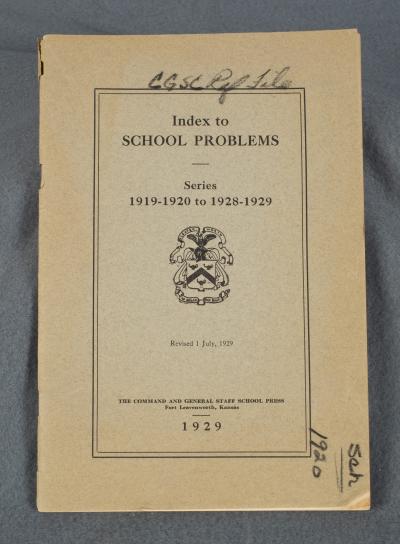 CGSC Ref File
Index to
SCHOOL PROBLEMS
Series
1919-1920 to 1928-1929
Revised 1 July, 1929
THE COMMAND AND GENERAL STAFF SCHOOL PRESS
Fort Leavenworth, Kansas
1929
Sch
1920